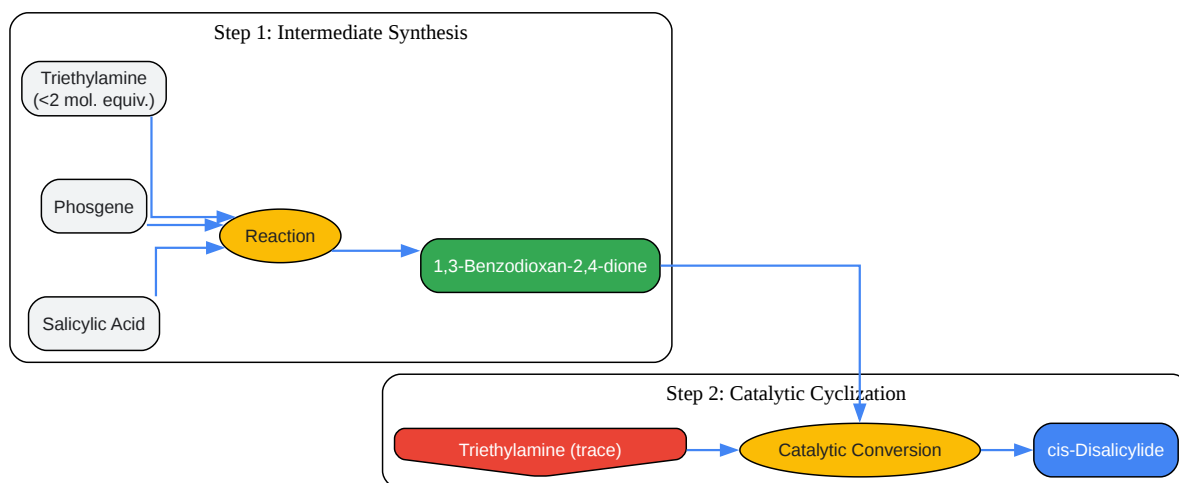 Step 1: Intermediate Synthesis
Triethylamine
(<2 mol. equiv.)
Phosgene
Reaction
1,3-Benzodioxan-2,4-dione
Salicylic Acid
Step 2: Catalytic Cyclization
Triethylamine (trace)
Catalytic Conversion
cis-Disalicylide